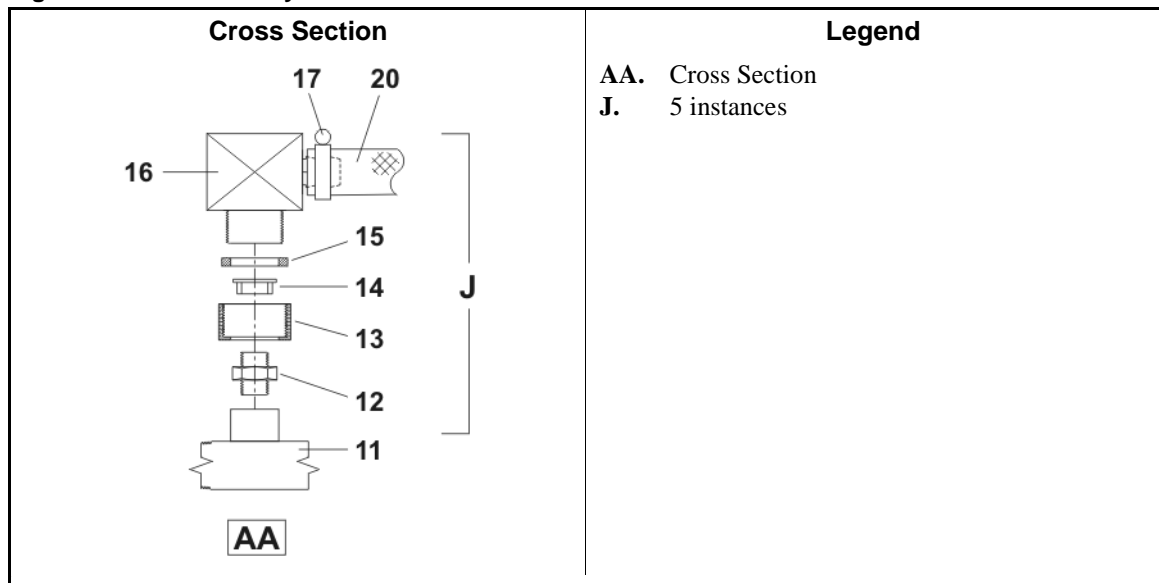 Cross Section
Legend
AA. Cross Section
J. 5 instances
17 20
16
15
14
J
13
12
11
AA